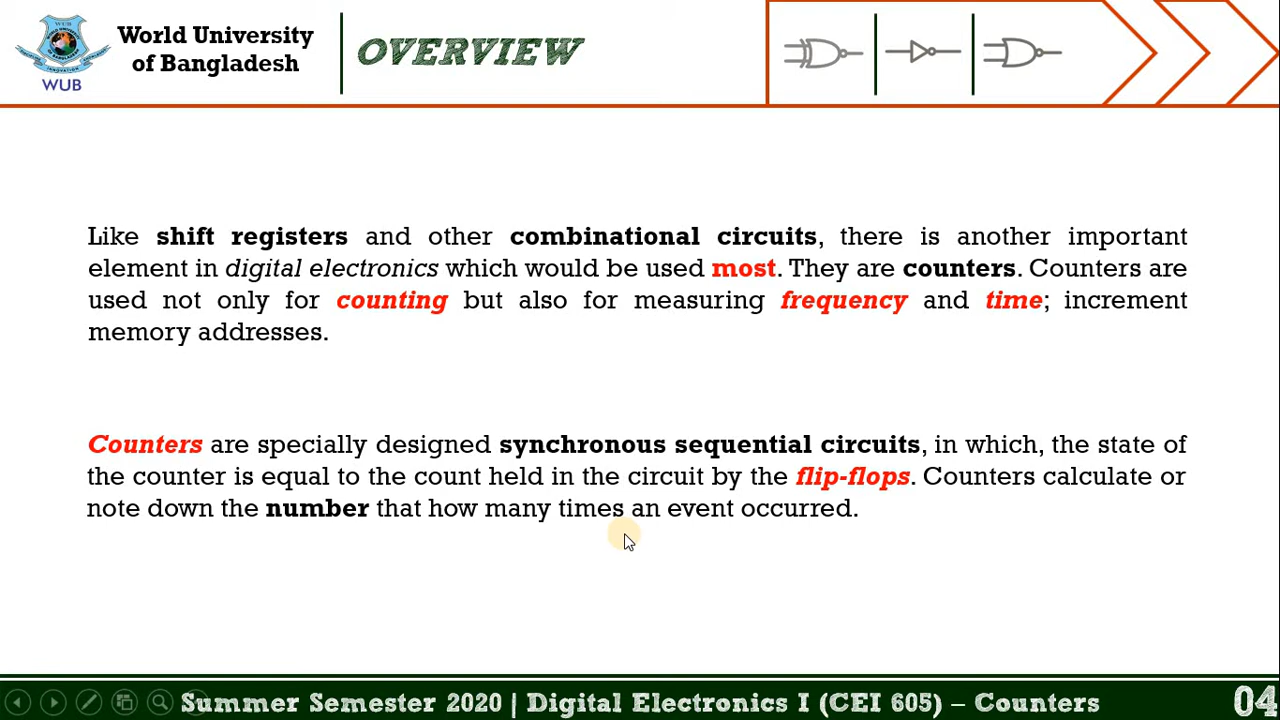 World University
of Bangladesh
WUB
WUB
OVERVIEW
Like shift registers and other combinational circuits, there is another important
element in digital electronics which would be used most. They are counters. Counters are
used not only for counting but also for measuring frequency and time; increment
memory addresses.
Counters are specially designed synchronous sequential circuits, in which, the state of
the counter is equal to the count held in the circuit by the flip-flops. Counters calculate or
note down the number that how many times an event occurred.
Summer Semester 2020 | Digital Electronics I (CEI 605) – Counters
04